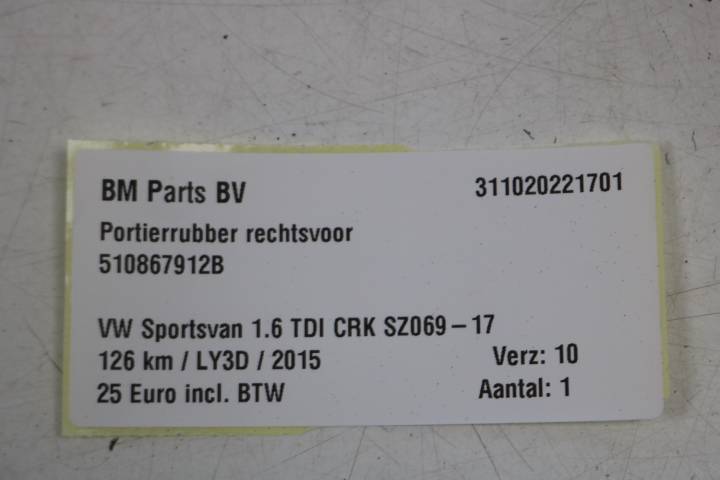 BM Parts BV 311020221701
Portierrubber rechtsvoor
510867912B
VW Sportsvan 1.6 TDI CRK SZ069-17
126 km / LY3D / 2015 Verz: 10
25 Euro incl. BTW Aantal: 1